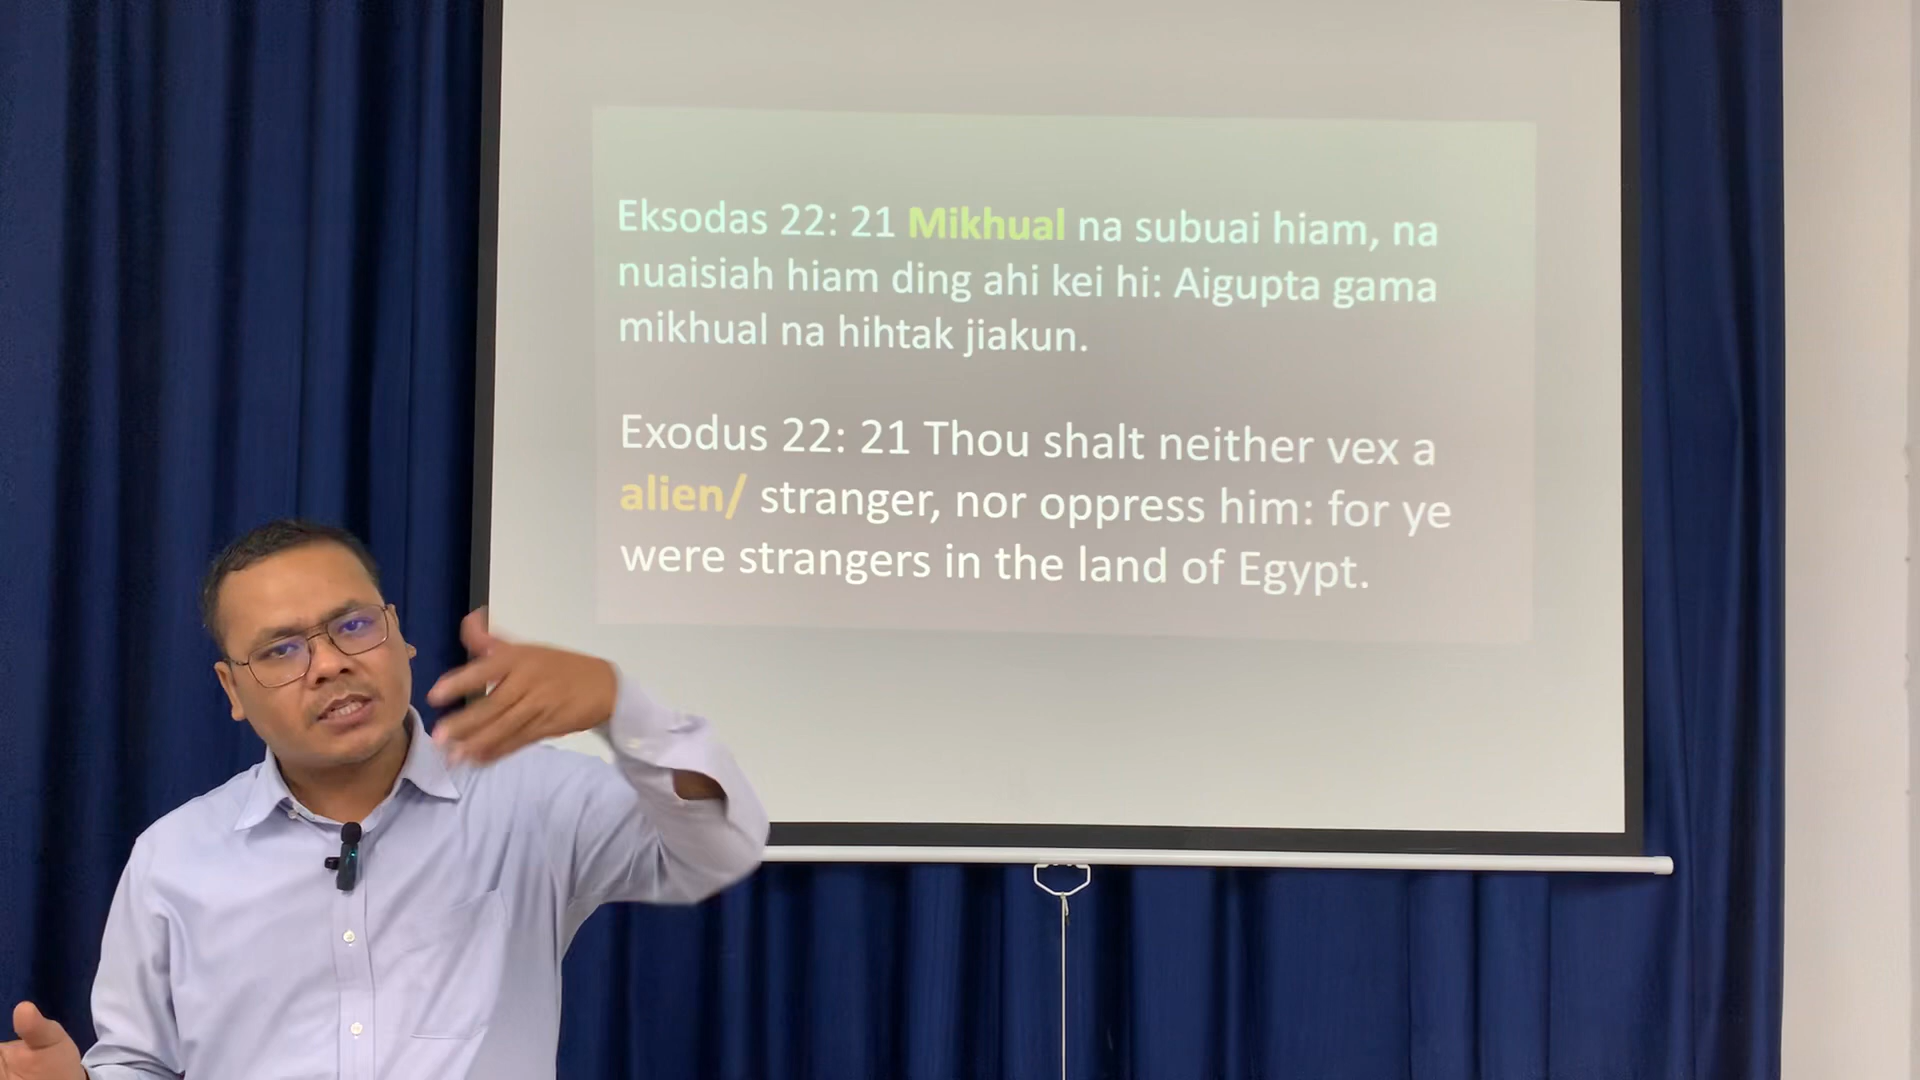 Eksodas 22: 21 Mikhual na subuai hiam, na
nuaisiah hiam ding ahi kei hi: Aigupta gama
mikhual na hihtak jiakun.
Exodus 22: 21 Thou shalt neither vex a
alien/ stranger, nor oppress him: for ye
were strangers in the land of Egypt.